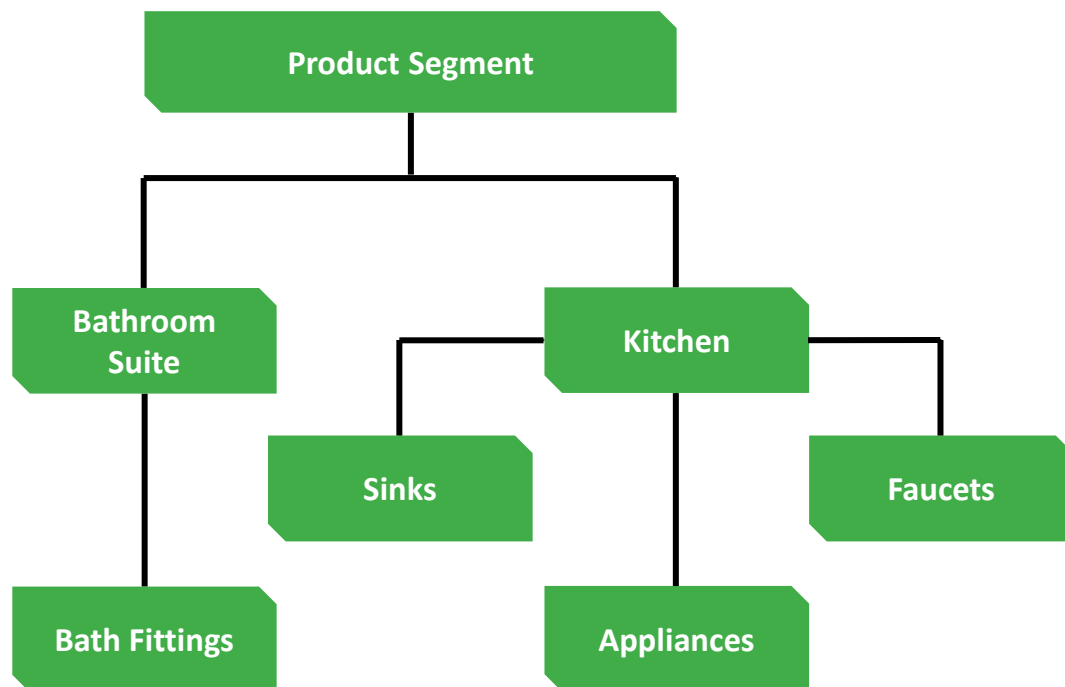 Product Segment
Bathroom
Suite
Kitchen
Sinks
Faucets
Bath Fittings
Appliances